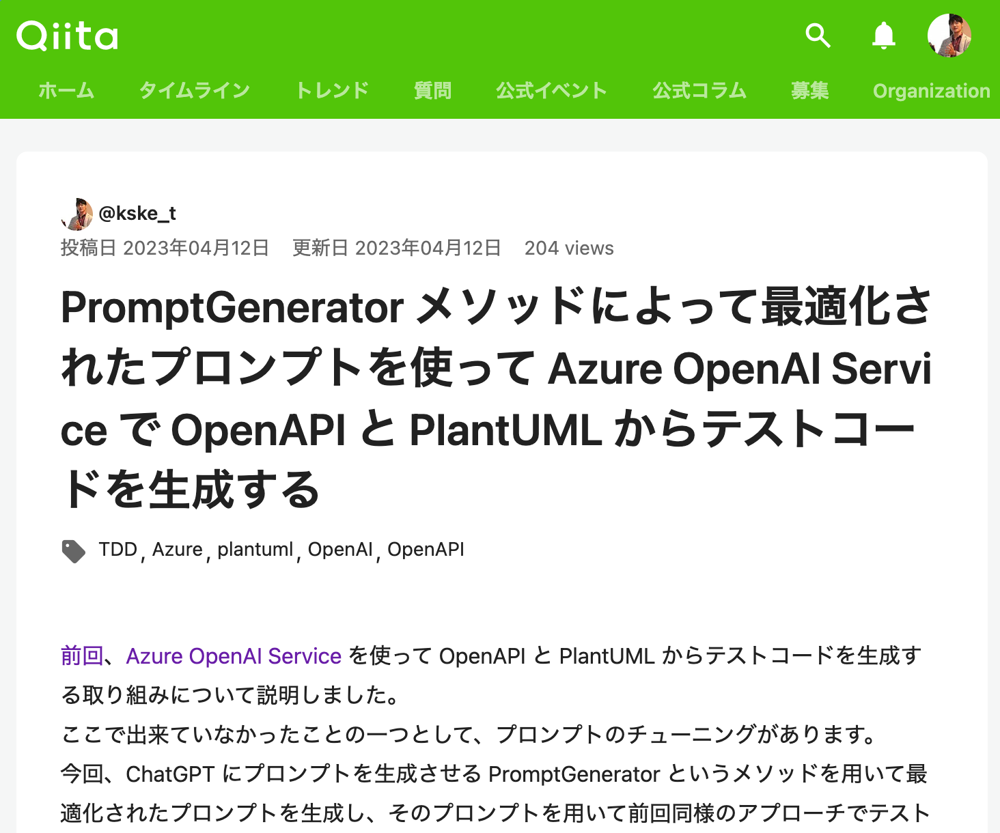 Qiita
ホーム タイムライン トレンド 質問 公式イベント 公式コラム 募集 Organization
@kske_t
投稿日 2023年04月12日 更新日 2023年04月12日 204 views
PromptGenerator メソッドによって最適化さ
れたプロンプトを使って Azure OpenAI Servi
ce で OpenAPI と PlantUML からテストコー
ドを生成する
TDD, Azure, plantuml, OpenAI, OpenAPI
前回、Azure OpenAI Service を使って OpenAPI と PlantUML からテストコードを生成す
る取り組みについて説明しました。
ここで出来ていなかったことの一つとして、プロンプトのチューニングがあります。
今回、ChatGPT にプロンプトを生成させる PromptGenerator というメソッドを用いて最
適化されたプロンプトを生成し、そのプロンプトを用いて前回同様のアプローチでテスト